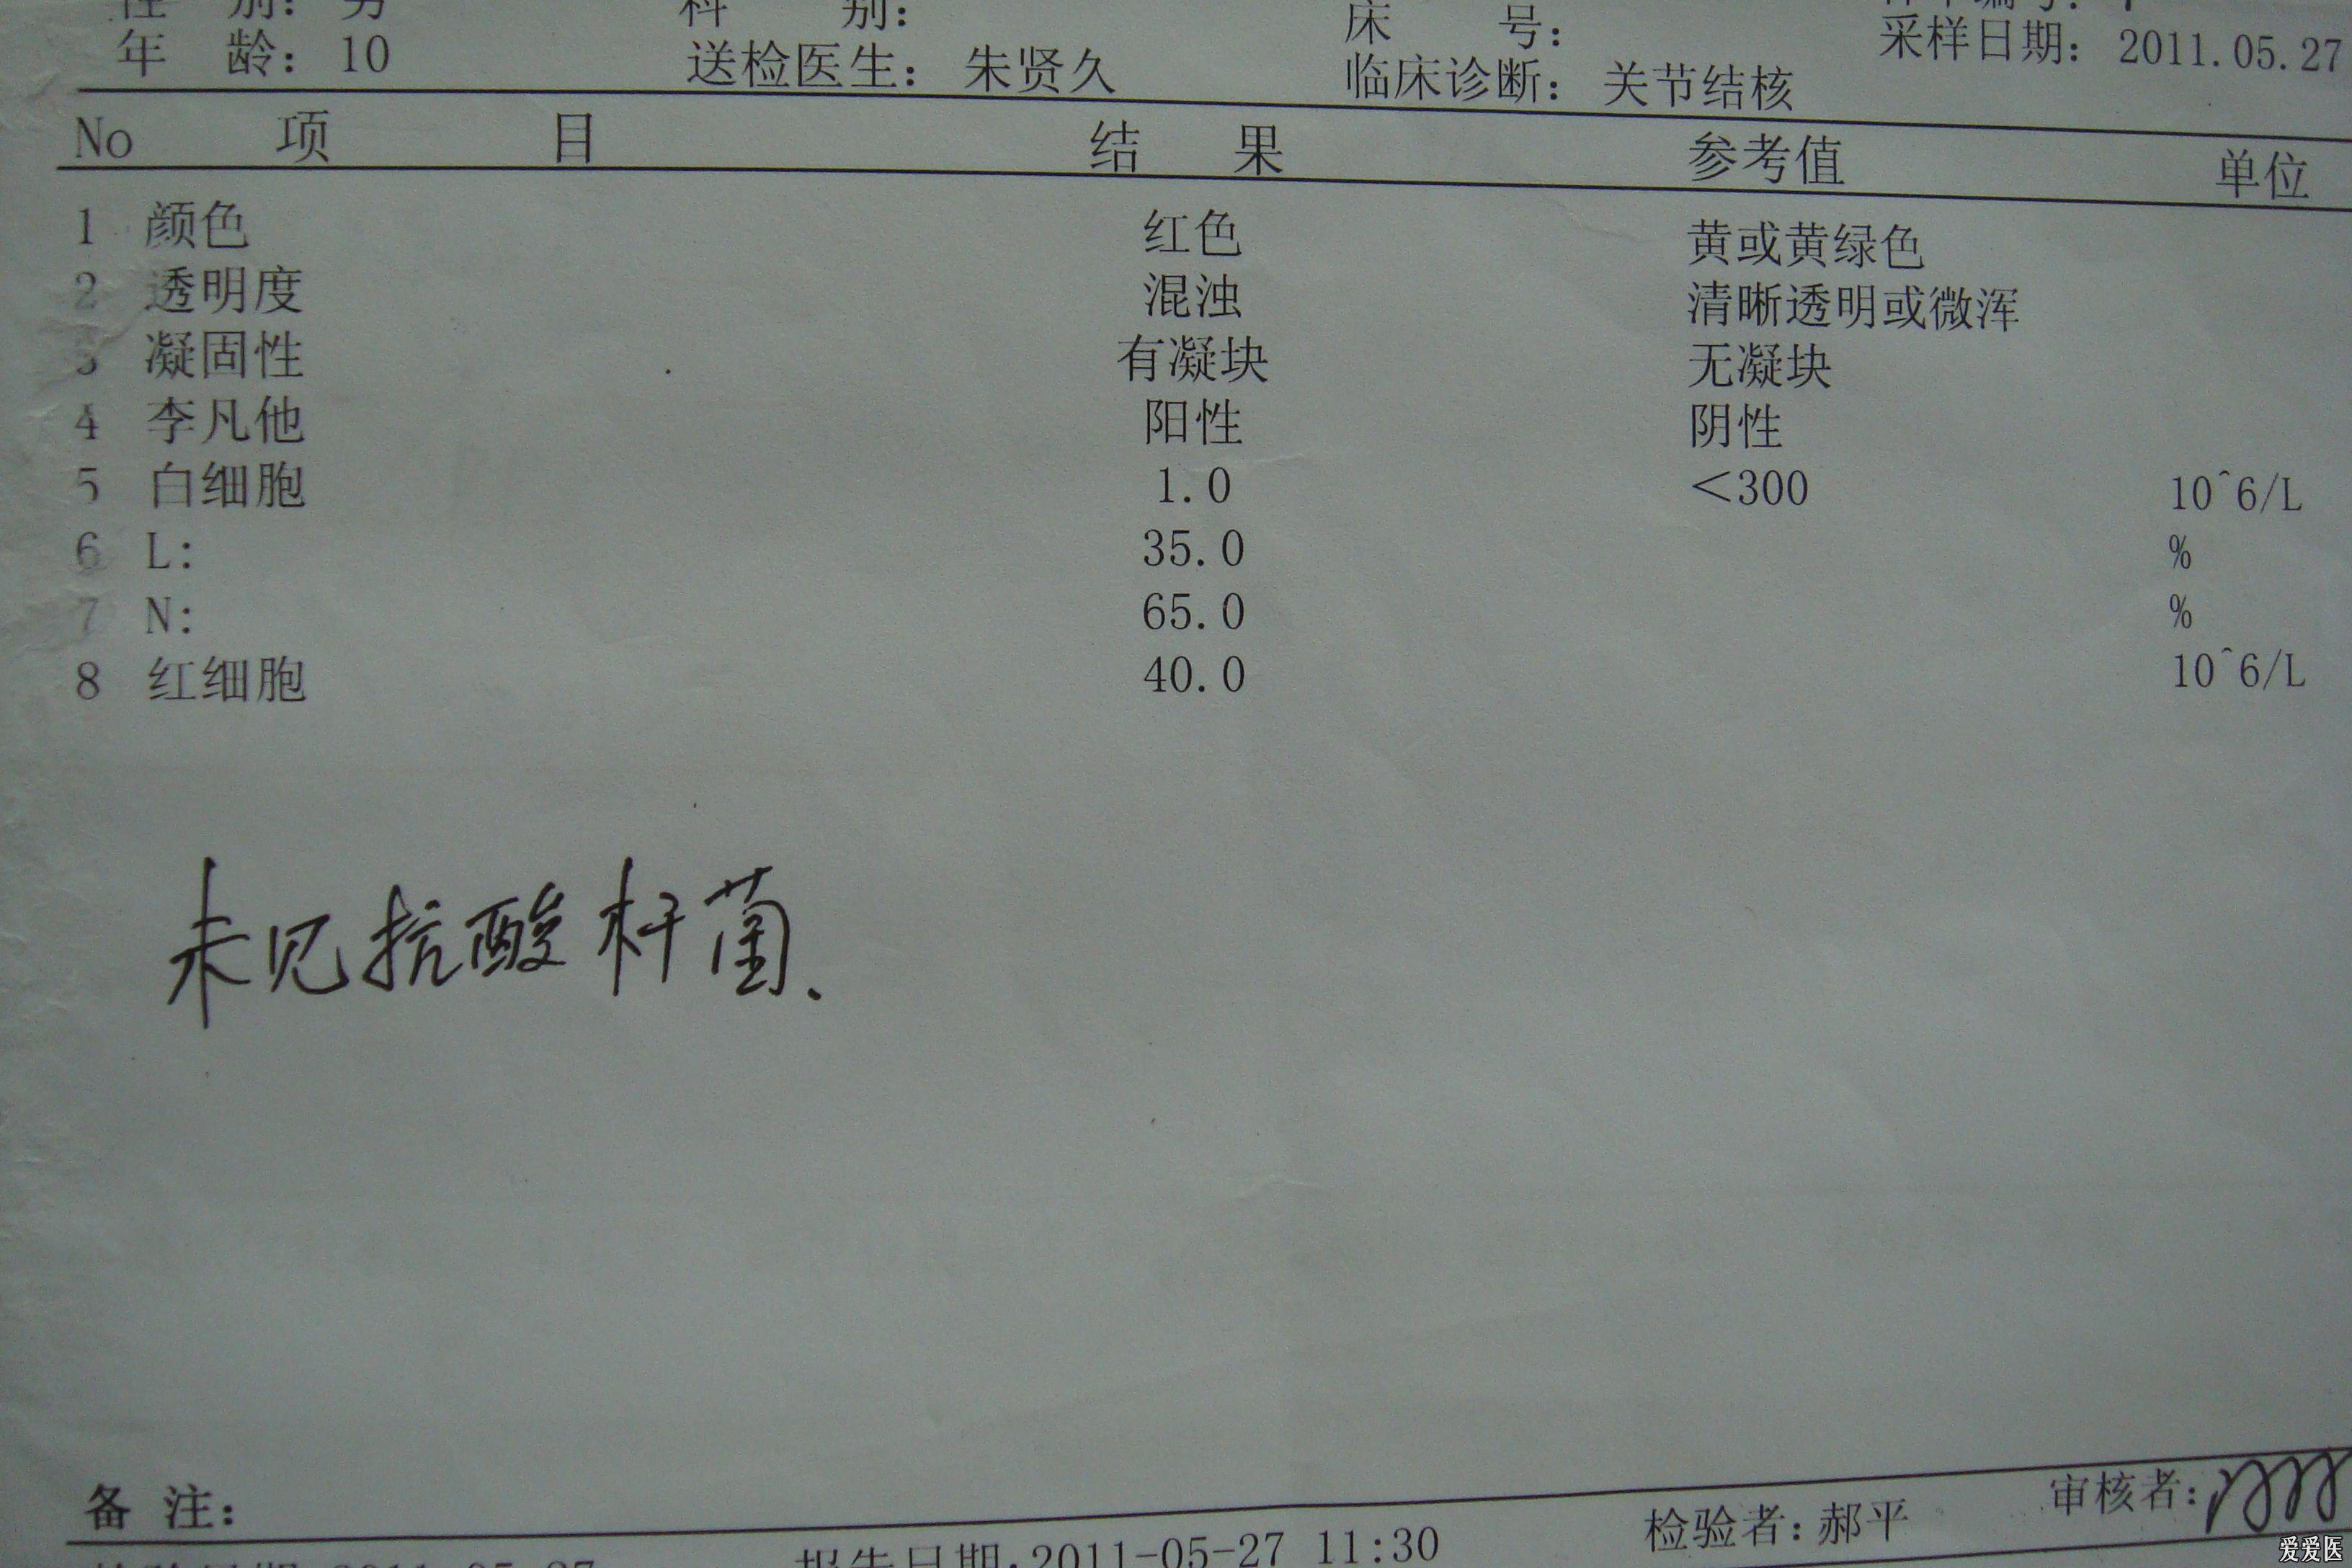 性 别: 男 科 别: 床 号:
年 龄: 10 送检医生: 朱贤久 临床诊断: 关节结核 采样日期: 2011.05.27
No 项 目 结 果 参考值 单位
1 颜色 红色 黄或黄绿色
2 透明度 混浊 清晰透明或微浑
3 凝固性 有凝块 无凝块
4 李凡他 阳性 阴性
5 白细胞 1.0 <300 10^6/L
6 L: 35.0 %
7 N: 65.0 %
8 红细胞 40.0 10^6/L
未见抗酸杆菌.
备 注:
检验者: 郝平 审核者:
报告日期: 2011-05-27 11:30
爱爱医